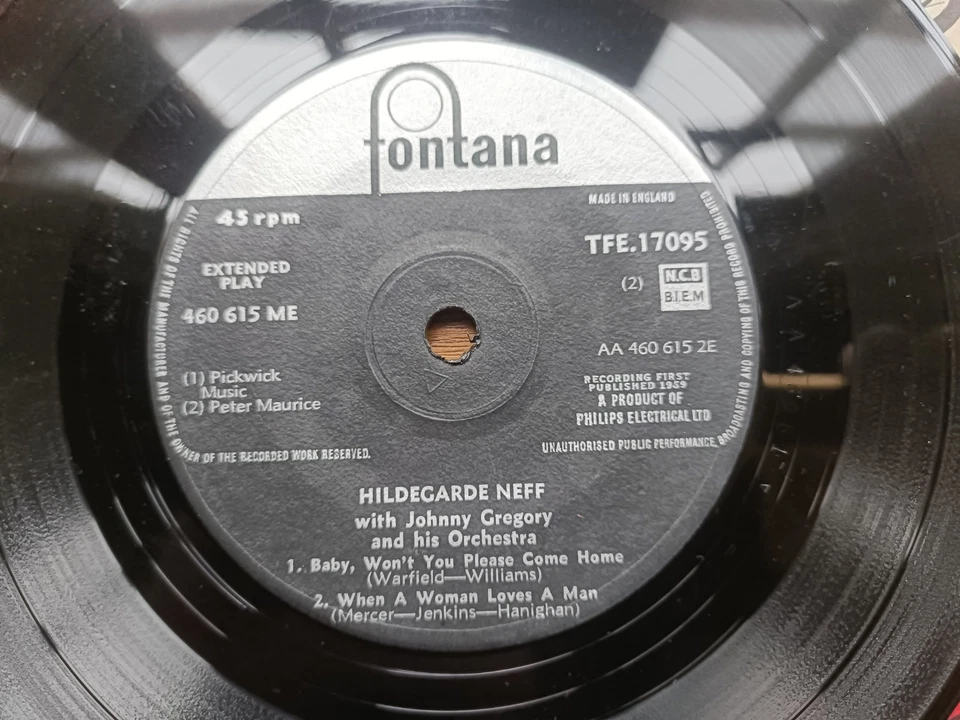 fontana
MADE IN ENGLAND
45 rpm
TFE.17095
EXTENDED
PLAY
(2) N.C.B
B.I.E.M
460 615 ME
AA 460 615 2E
(1) Pickwick
Music
(2) Peter Maurice
RECORDING FIRST
PUBLISHED 1959
A PRODUCT OF
PHILIPS ELECTRICAL LTD
ALL RIGHTS OF THE MANUFACTURER AND OF THE OWNER OF THE RECORDED WORK RESERVED.
UNAUTHORISED PUBLIC PERFORMANCE, BROADCASTING AND COPYING OF THIS RECORD PROHIBITED
HILDEGARDE NEFF
with Johnny Gregory
and his Orchestra
1. Baby, Won't You Please Come Home
(Warfield—Williams)
2. When A Woman Loves A Man
(Mercer—Jenkins—Hanighan)